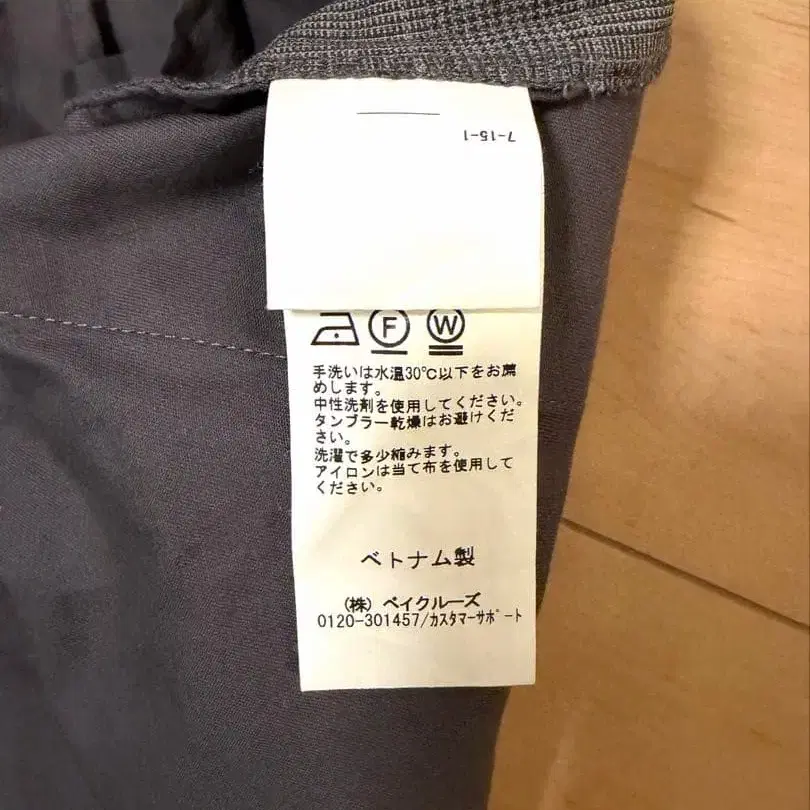 7-15-1
F W
手洗いは水温30℃以下をお薦
めします。
中性洗剤を使用してください。
タンブラー乾燥はお避けくだ
さい。
洗濯で多少縮みます。
アイロンは当て布を使用して
ください。
ベトナム製
(株) ベイクルーズ
0120-301457/カスタマーサポート